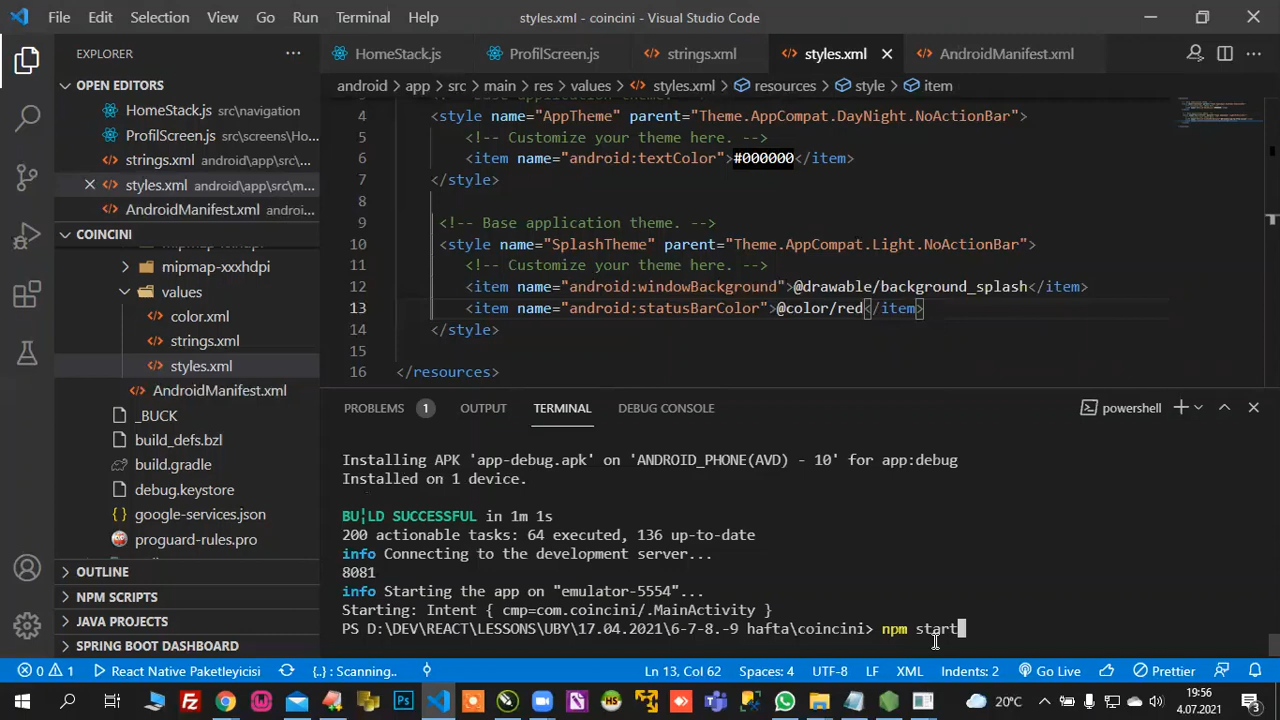 File Edit Selection View Go Run Terminal Help styles.xml - coincini - Visual Studio Code
EXPLORER
HomeStack.js ProfilScreen.js strings.xml styles.xml AndroidManifest.xml
OPEN EDITORS
HomeStack.js src\navigation
ProfilScreen.js src\screens\Ho...
strings.xml android\app\src\m...
styles.xml android\app\src\m...
AndroidManifest.xml androi...
COINCINI
mipmap-xxxhdpi
values
color.xml
strings.xml
styles.xml
AndroidManifest.xml
_BUCK
build_defs.bzl
build.gradle
debug.keystore
google-services.json
proguard-rules.pro
OUTLINE
NPM SCRIPTS
JAVA PROJECTS
SPRING BOOT DASHBOARD
android > app > src > main > res > values > styles.xml > resources > style > item
4 <style name="AppTheme" parent="Theme.AppCompat.DayNight.NoActionBar">
5 <!-- Customize your theme here. -->
6 <item name="android:textColor">#000000</item>
7 </style>
8
9 <!-- Base application theme. -->
10 <style name="SplashTheme" parent="Theme.AppCompat.Light.NoActionBar">
11 <!-- Customize your theme here. -->
12 <item name="android:windowBackground">@drawable/background_splash</item>
13 <item name="android:statusBarColor">@color/red</item>
14 </style>
15
16 </resources>
PROBLEMS 1 OUTPUT TERMINAL DEBUG CONSOLE powershell
Installing APK 'app-debug.apk' on 'ANDROID_PHONE(AVD) - 10' for app:debug
Installed on 1 device.
BU¦LD SUCCESSFUL in 1m 1s
200 actionable tasks: 64 executed, 136 up-to-date
info Connecting to the development server...
8081
info Starting the app on "emulator-5554"...
Starting: Intent { cmp=com.coincini/.MainActivity }
PS D:\DEV\REACT\LESSONS\UBY\17.04.2021\6-7-8.-9 hafta\coincini> npm start
0 1 React Native Paketleyicisi {} : Scanning.. Ln 13, Col 62 Spaces: 4 UTF-8 LF XML Indents: 2 Go Live Prettier
20°C 19:56
4.07.2021
3